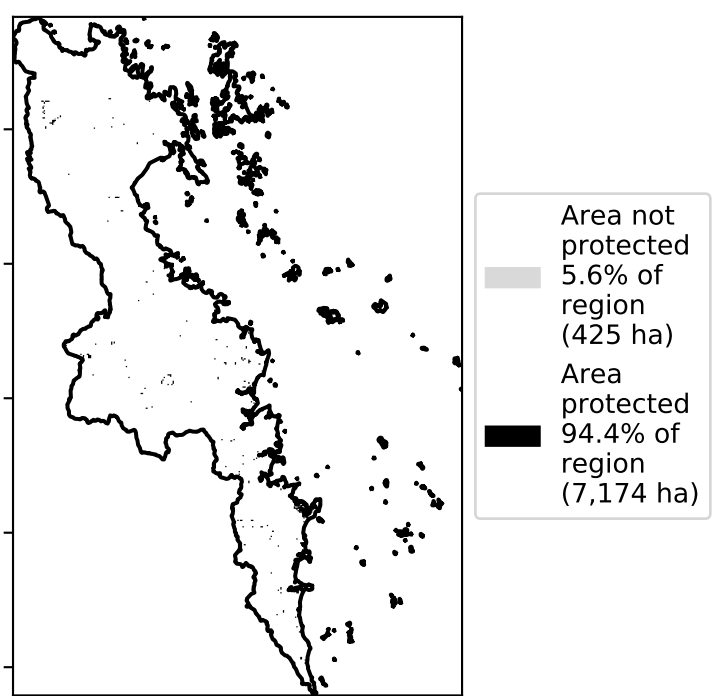 Area not
protected
5.6% of
region
(425 ha)
Area
protected
94.4% of
region
(7,174 ha)